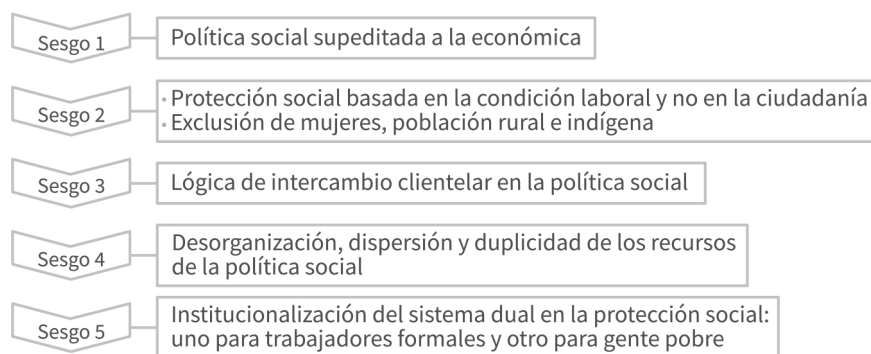 Sesgo 1
Política social supeditada a la económica
Sesgo 2
• Protección social basada en la condición laboral y no en la ciudadanía
• Exclusión de mujeres, población rural e indígena
Sesgo 3
Lógica de intercambio clientelar en la política social
Sesgo 4
Desorganización, dispersión y duplicidad de los recursos
de la política social
Sesgo 5
Institucionalización del sistema dual en la protección social:
uno para trabajadores formales y otro para gente pobre